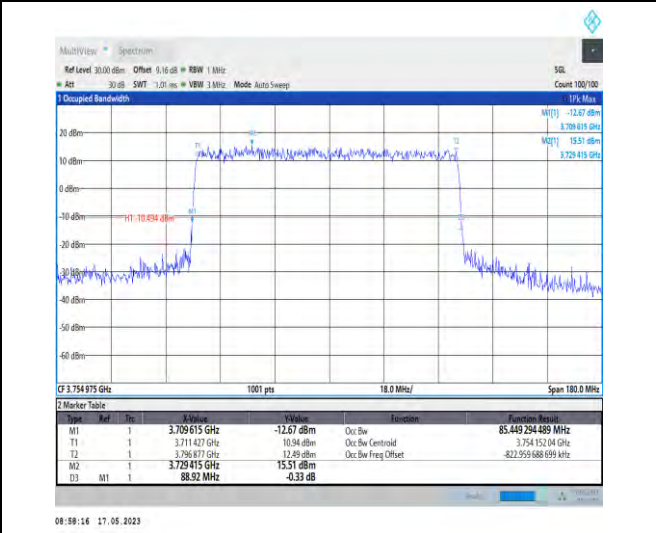 MultiView Spectrum
Ref Level 30.00 dBm Offset 9.16 dB RBW 1 MHz SGL
Att 30 dB SWT 1.01 ms VBW 3 MHz Mode Auto Sweep Count 100/100
1 Occupied Bandwidth 1Pk Max
M1[1] -12.67 dBm
3.709 615 GHz
M2[1] 15.51 dBm
3.729 415 GHz
20 dBm
M2
T1
T2
10 dBm
0 dBm
-10 dBm
H1 -10.494 dBm
M1
-20 dBm
-30 dBm
-40 dBm
-50 dBm
-60 dBm
CF 3.754 975 GHz 1001 pts 18.0 MHz/ Span 180.0 MHz
2 Marker Table
Type Ref Trc X-Value Y-Value Function Function Result
M1 1 3.709 615 GHz -12.67 dBm Occ Bw 85.449 294 489 MHz
T1 1 3.711 427 GHz 10.94 dBm Occ Bw Centroid 3.754 152 04 GHz
T2 1 3.796 877 GHz 12.49 dBm Occ Bw Freq Offset -822.959 688 699 kHz
M2 1 3.729 415 GHz 15.51 dBm
D3 M1 1 88.92 MHz -0.33 dB
08:58:16 17.05.2023